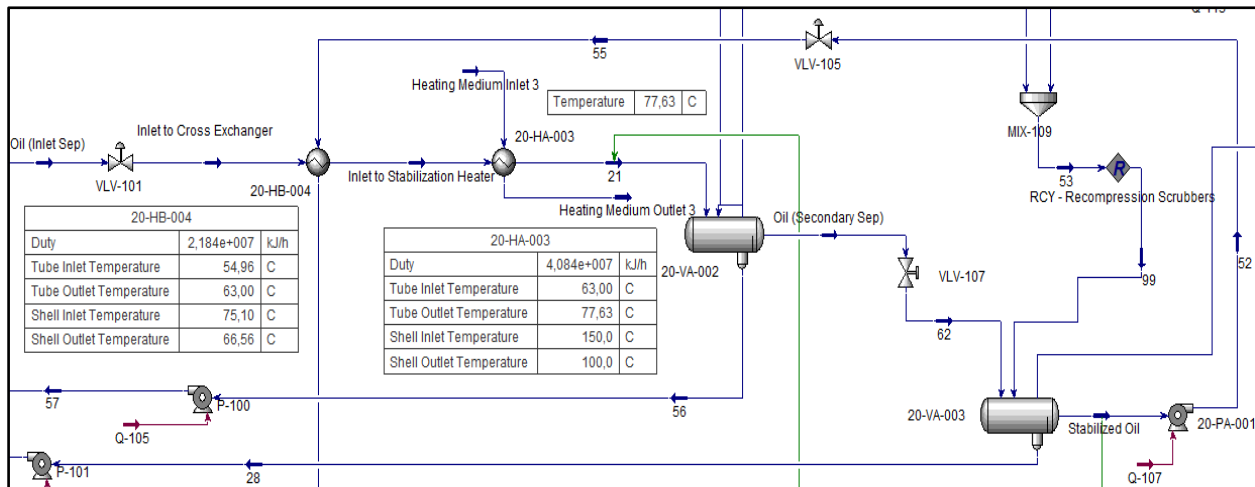 55
VLV-105
Heating Medium Inlet 3
Temperature 77,63 C
MIX-109
Oil (Inlet Sep)
Inlet to Cross Exchanger
20-HA-003
VLV-101
20-HB-004
Inlet to Stabilization Heater
21
53
R
RCY - Recompression Scrubbers
Heating Medium Outlet 3
Oil (Secondary Sep)
20-HB-004
Duty 2,184e+007 kJ/h
Tube Inlet Temperature 54,96 C
Tube Outlet Temperature 63,00 C
Shell Inlet Temperature 75,10 C
Shell Outlet Temperature 66,56 C
20-HA-003
Duty 4,084e+007 kJ/h
Tube Inlet Temperature 63,00 C
Tube Outlet Temperature 77,63 C
Shell Inlet Temperature 150,0 C
Shell Outlet Temperature 100,0 C
20-VA-002
VLV-107
99
52
62
57
P-100
56
Q-105
20-VA-003
Stabilized Oil
20-PA-001
P-101
28
Q-107